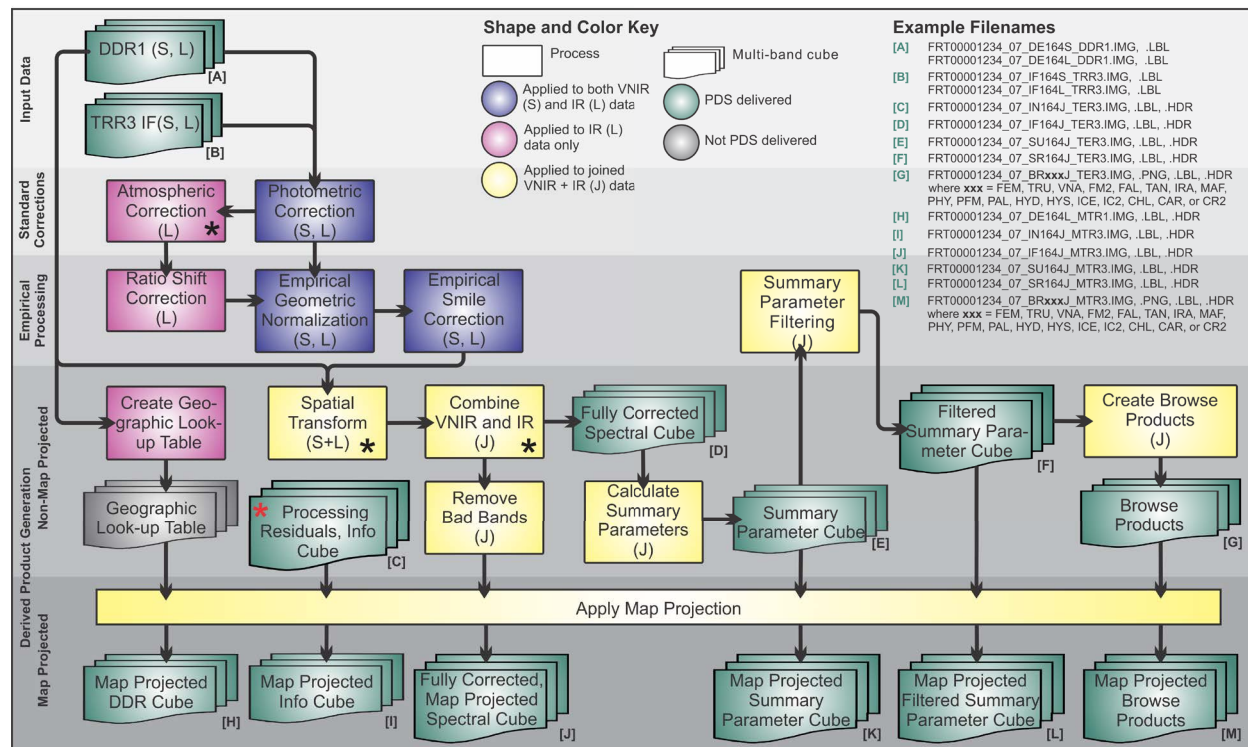 Shape and Color Key
Process
Multi-band cube
Applied to both VNIR
(S) and IR (L) data
PDS delivered
Applied to IR (L)
data only
Not PDS delivered
Applied to joined
VNIR + IR (J) data
Example Filenames
[A] FRT00001234_07_DE164S_DDR1.IMG, .LBL
FRT00001234_07_DE164L_DDR1.IMG, .LBL
[B] FRT00001234_07_IF164S_TRR3.IMG, .LBL
FRT00001234_07_IF164L_TRR3.IMG, .LBL
[C] FRT00001234_07_IN164J_TER3.IMG, .LBL, .HDR
[D] FRT00001234_07_IF164J_TER3.IMG, .LBL, .HDR
[E] FRT00001234_07_SU164J_TER3.IMG, .LBL, .HDR
[F] FRT00001234_07_SR164J_TER3.IMG, .LBL, .HDR
[G] FRT00001234_07_BRxxxJ_TER3.IMG, .PNG, .LBL, .HDR
where xxx = FEM, TRU, VNA, FM2, FAL, TAN, IRA, MAF,
PHY, PFM, PAL, HYD, HYS, ICE, IC2, CHL, CAR, or CR2
[H] FRT00001234_07_DE164L_MTR1.IMG, .LBL, .HDR
[I] FRT00001234_07_IN164J_MTR3.IMG, .LBL, .HDR
[J] FRT00001234_07_IF164J_MTR3.IMG, .LBL, .HDR
[K] FRT00001234_07_SU164J_MTR3.IMG, .LBL, .HDR
[L] FRT00001234_07_SR164J_MTR3.IMG, .LBL, .HDR
[M] FRT00001234_07_BRxxxJ_MTR3.IMG, .PNG, .LBL, .HDR
where xxx = FEM, TRU, VNA, FM2, FAL, TAN, IRA, MAF,
PHY, PFM, PAL, HYD, HYS, ICE, IC2, CHL, CAR, or CR2
Input Data
DDR1 (S, L)
[A]
TRR3 IF(S, L)
[B]
Standard
Corrections
Atmospheric
Correction
(L) *
Photometric
Correction
(S, L)
Empirical
Processing
Ratio Shift
Correction
(L)
Empirical
Geometric
Normalization
(S, L)
Empirical
Smile
Correction
(S, L)
Summary
Parameter
Filtering
(J)
Derived Product Generation
Non-Map Projected
Create Geo-
graphic Look-
up Table
Spatial
Transform
(S+L) *
Combine
VNIR and IR
(J) *
Fully Corrected
Spectral Cube
[D]
Filtered
Summary Para-
meter Cube
[F]
Create Browse
Products
(J)
Geographic
Look-up Table
* Processing
Residuals, Info
Cube
[C]
Remove
Bad Bands
(J)
Calculate
Summary
Parameters
(J)
Summary
Parameter Cube
[E]
Browse
Products
[G]
Map Projected
Apply Map Projection
Map Projected
DDR Cube
[H]
Map Projected
Info Cube
[I]
Fully Corrected,
Map Projected
Spectral Cube
[J]
Map Projected
Summary
Parameter Cube
[K]
Map Projected
Filtered Summary
Parameter Cube
[L]
Map Projected
Browse
Products
[M]